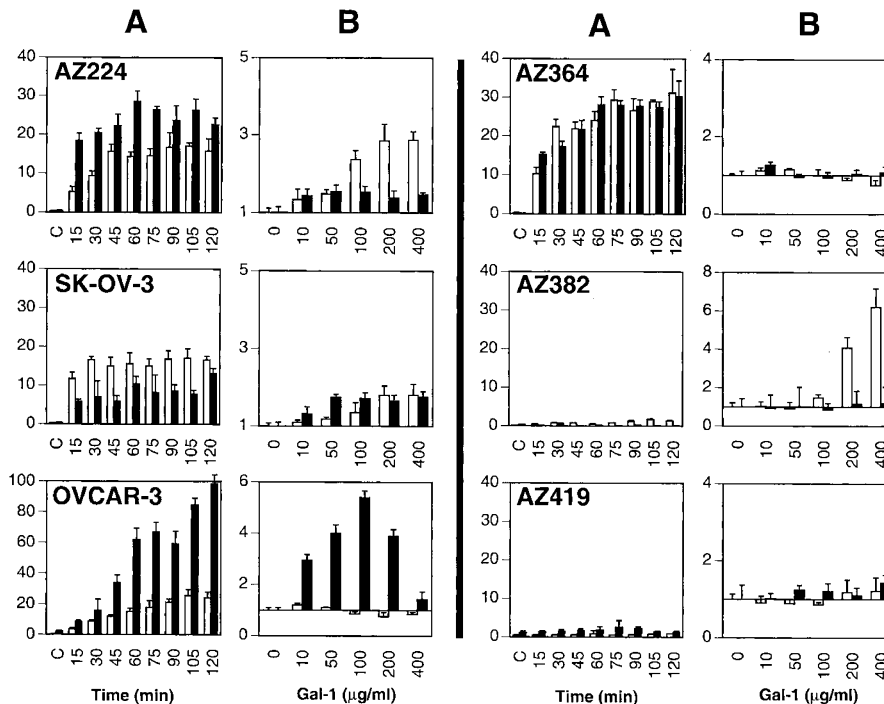 A B A B
40 AZ224 5 40 AZ364 4
30 30
20 3 20 2
10 10
0 1 0 0
C 15 30 45 60 75 90 105 120 0 10 50 100 200 400 C 15 30 45 60 75 90 105 120 0 10 50 100 200 400
40 SK-OV-3 5 40 AZ382 8
30 30 6
20 3 20 4
10 10 2
0 1 0 0
C 15 30 45 60 75 90 105 120 0 10 50 100 200 400 C 15 30 45 60 75 90 105 120 0 10 50 100 200 400
100 OVCAR-3 6 40 AZ419 4
80 30
60 4
40 20 2
20 2 10
0 0 0 0
C 15 30 45 60 75 90 105 120 0 10 50 100 200 400 C 15 30 45 60 75 90 105 120 0 10 50 100 200 400
Time (min) Gal-1 (μg/ml) Time (min) Gal-1 (μg/ml)